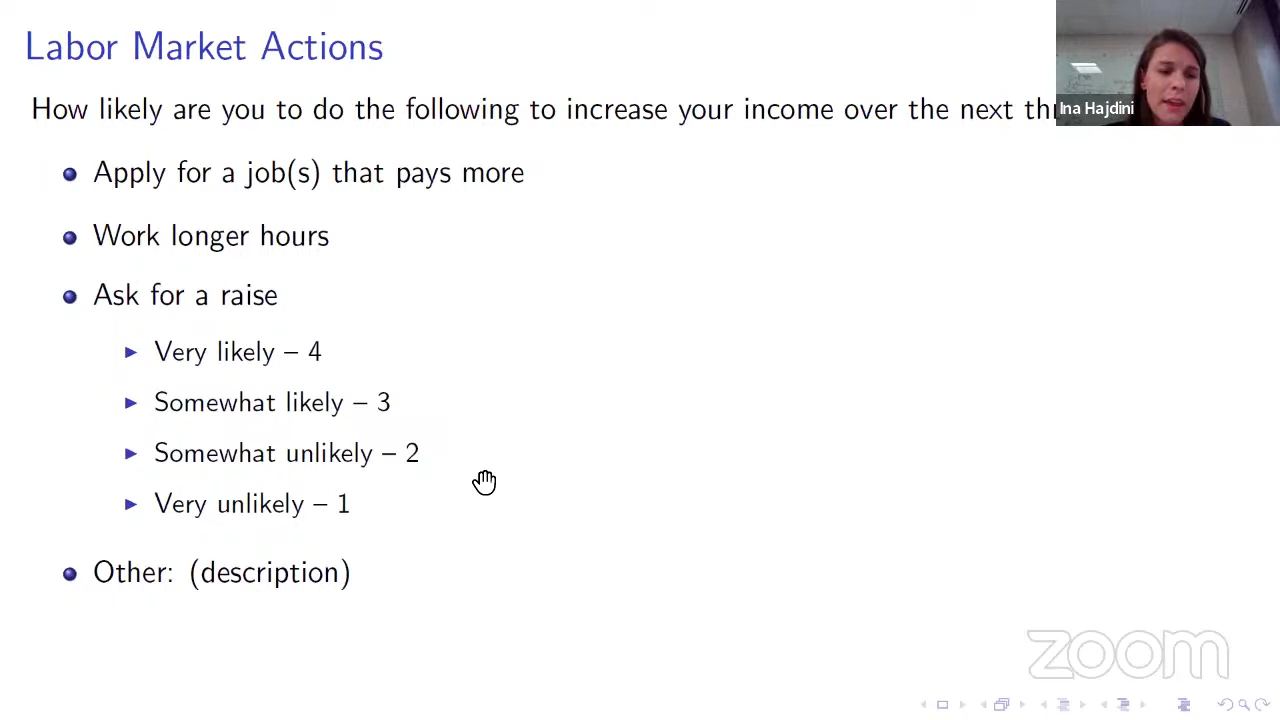 Labor Market Actions
How likely are you to do the following to increase your income over the next
Ina Hajdini
Apply for a job(s) that pays more
Work longer hours
Ask for a raise
Very likely – 4
Somewhat likely – 3
Somewhat unlikely – 2
Very unlikely – 1
Other: (description)
zoom